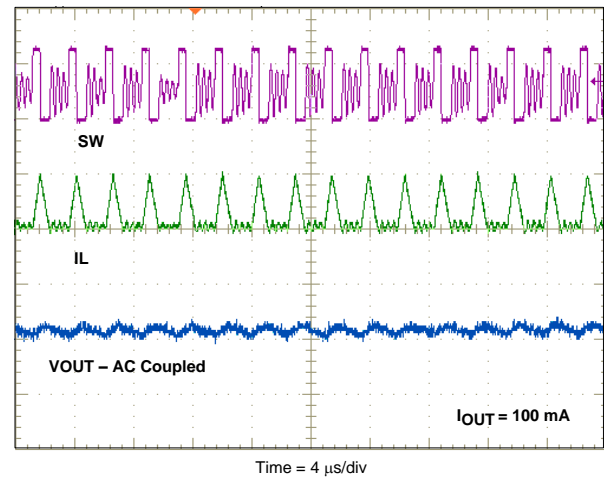 SW
IL
VOUT – AC Coupled
IOUT = 100 mA
Time = 4 μs/div